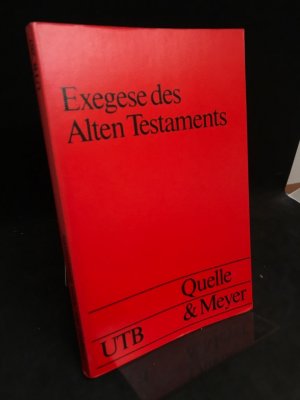 Exegese des
Alten Testaments
Quelle
& Meyer
UTB